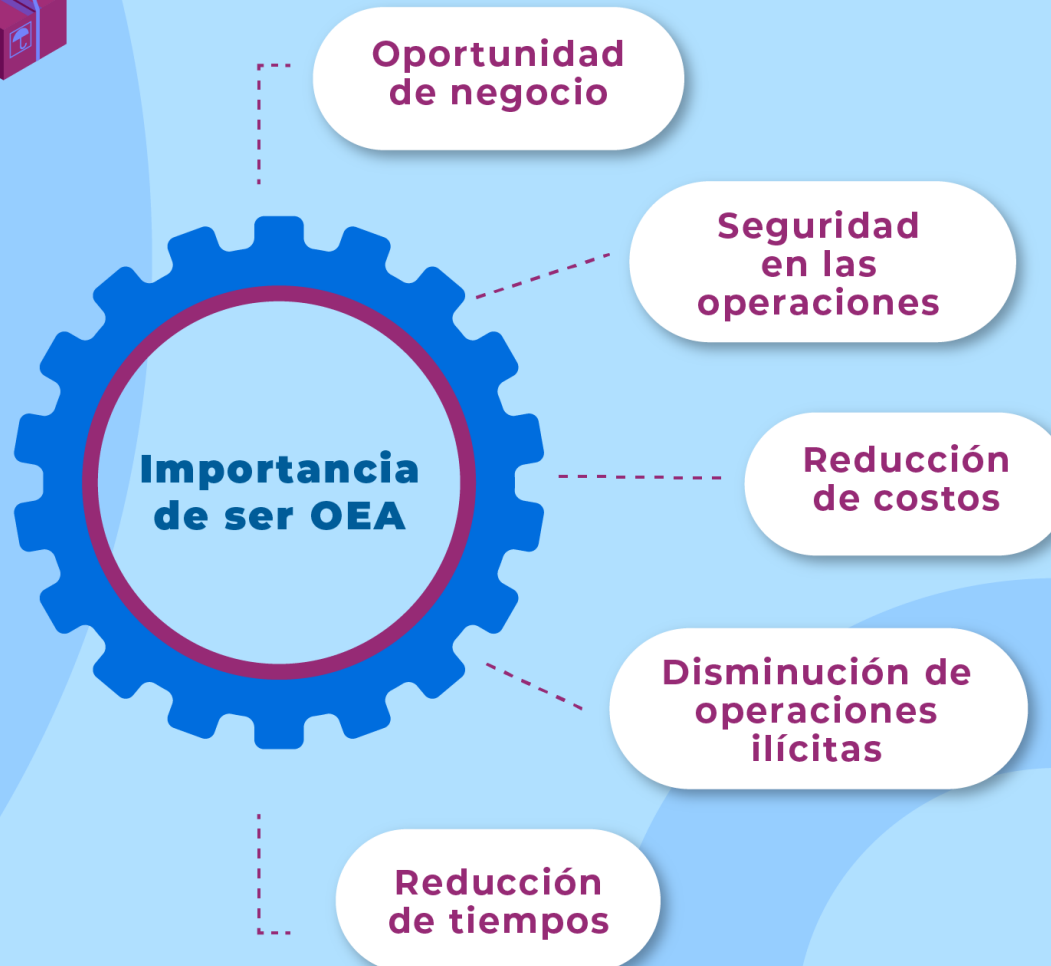 Oportunidad
de negocio
Seguridad
en las
operaciones
Importancia
de ser OEA
Reducción
de costos
Disminución de
operaciones
ilícitas
Reducción
de tiempos